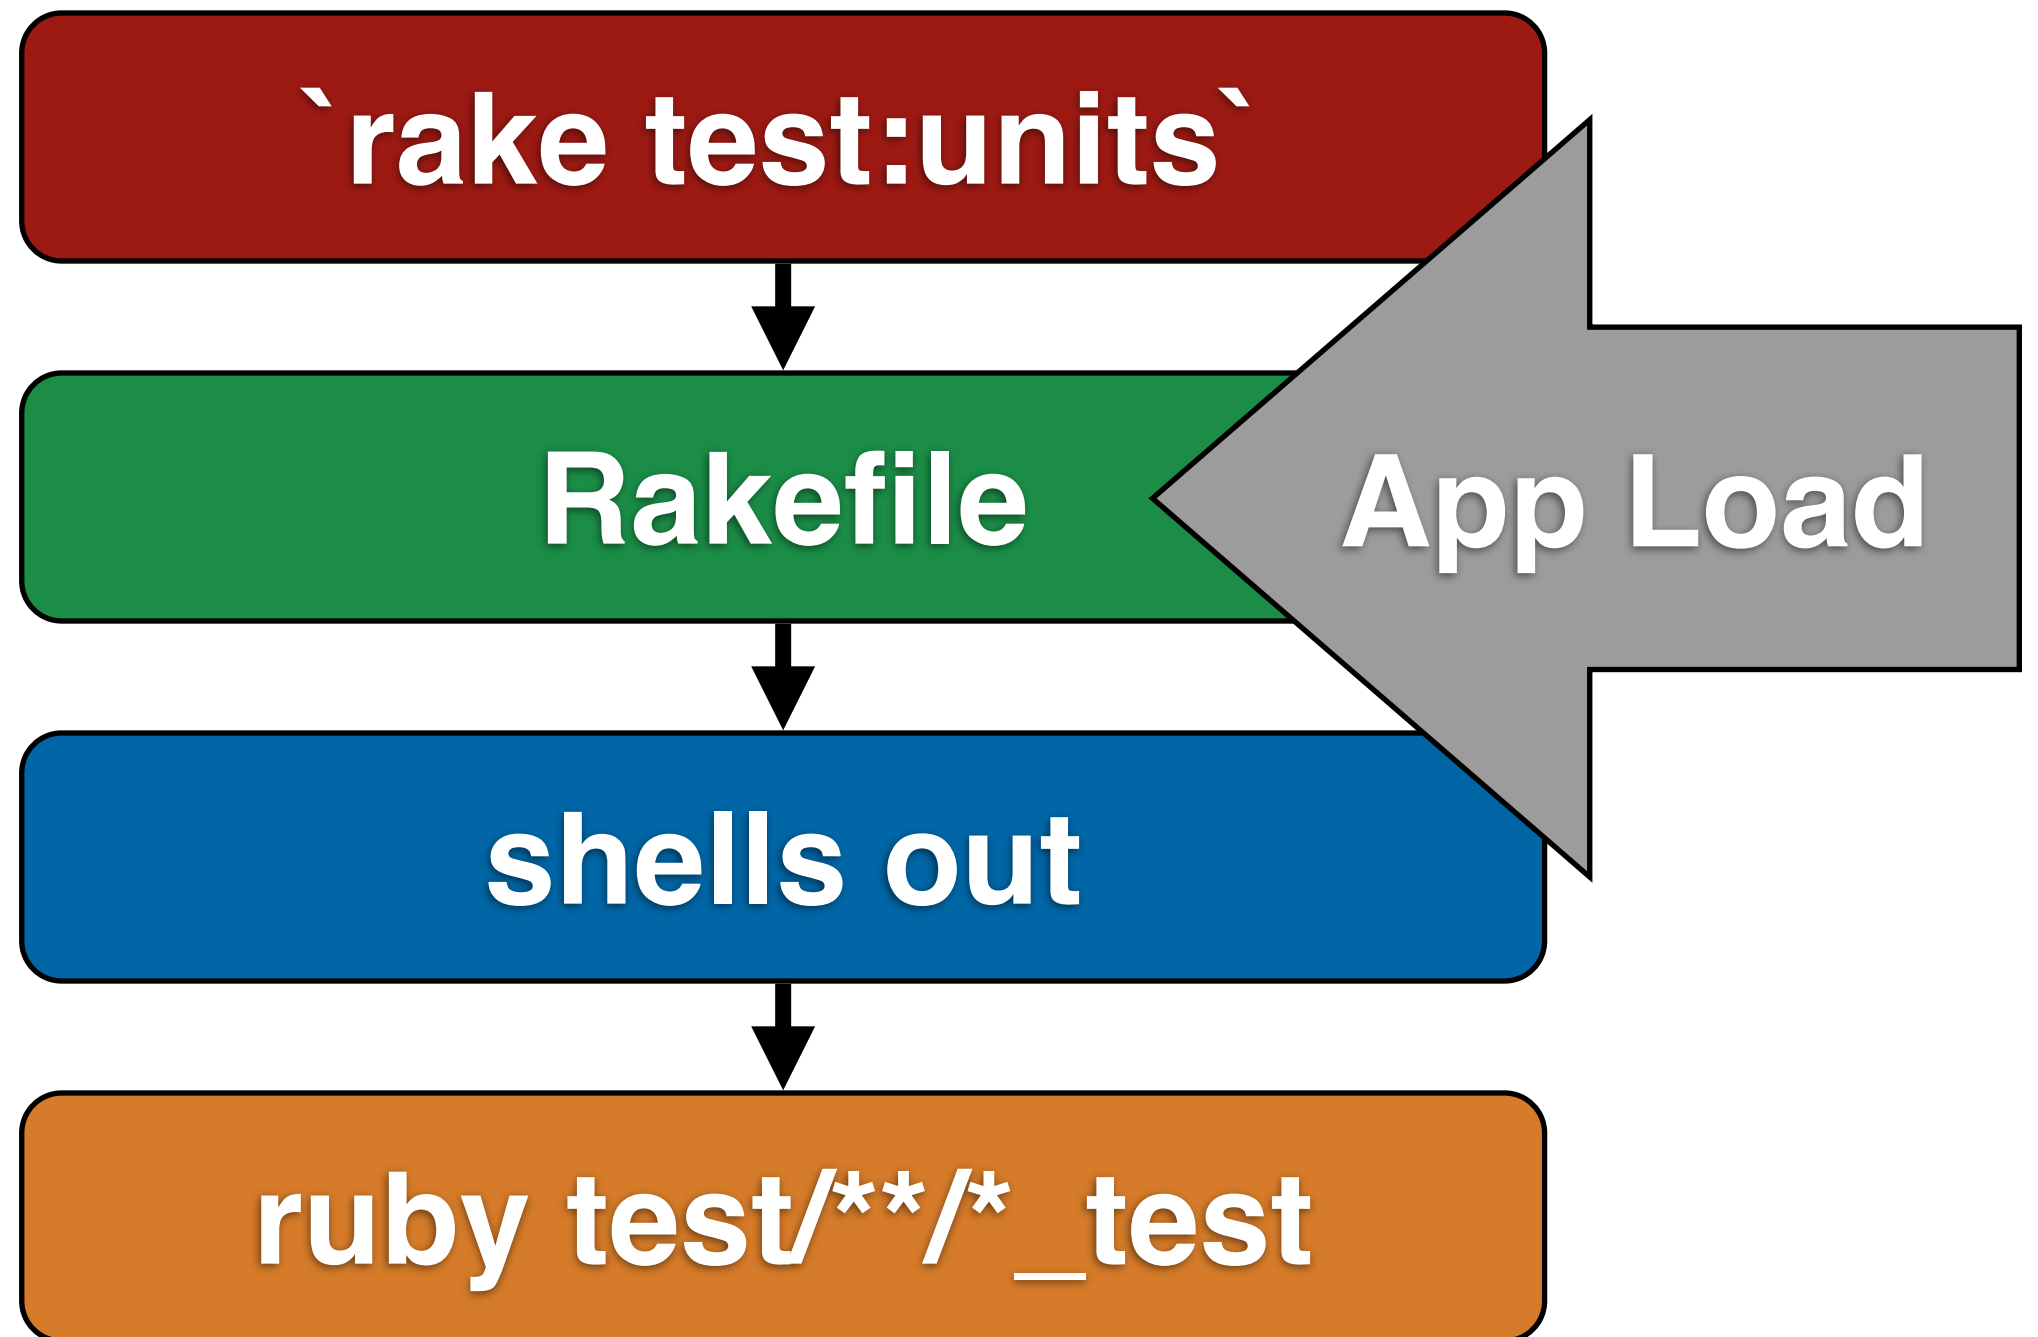 `rake test:units`
Rakefile
App Load
shells out
ruby test/**/*_test